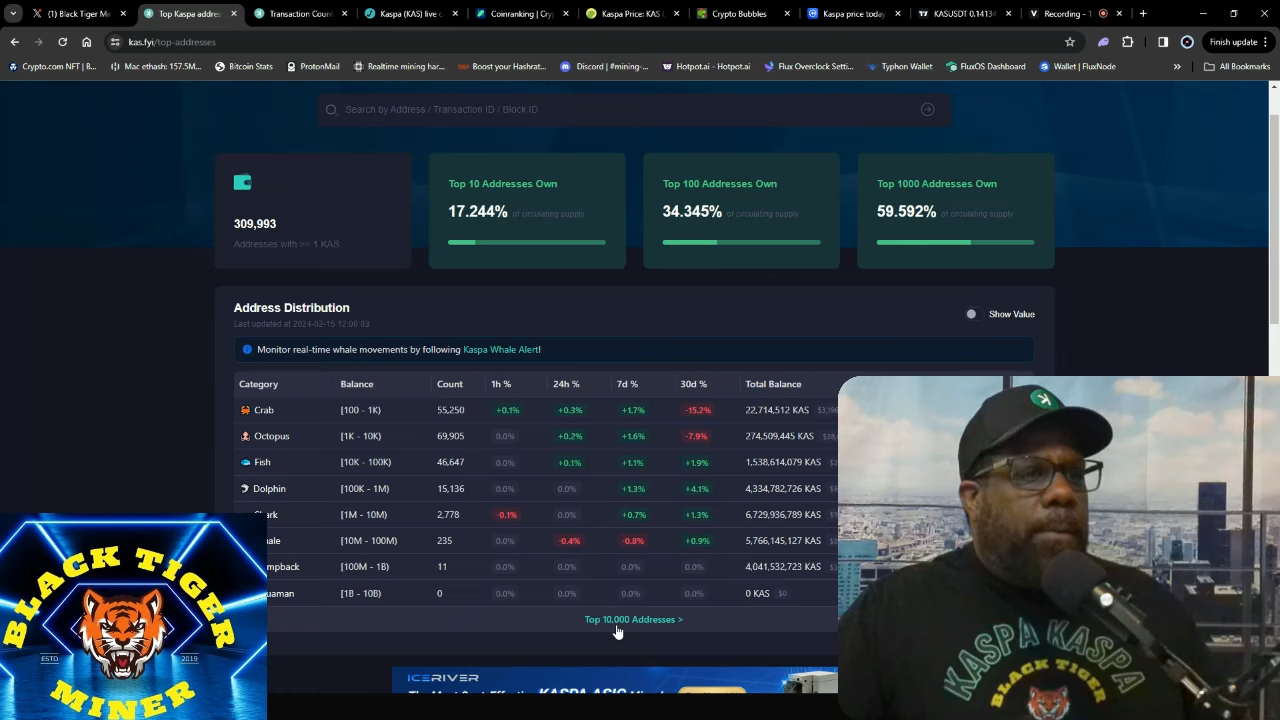 (1) Black Tiger Mi
Top Kaspa addres
Transaction Count
Kaspa (KAS) live c
Coinranking | Cryp
Kaspa Price: KAS L
Crypto Bubbles
Kaspa price today
KASUSDT 0.14134
Recording - 1
kas.fyi/top-addresses
Finish update
Crypto.com NFT | B...
Mac ethash: 157.5M...
Bitcoin Stats
ProtonMail
Realtime mining har...
Boost your Hashrat...
Discord | #mining-...
Hotpot.ai - Hotpot.ai
Flux Overclock Setti...
Typhon Wallet
FluxOS Dashboard
Wallet | FluxNode
All Bookmarks
Search by Address / Transaction ID / Block ID
309,993
Addresses with >= 1 KAS
Top 10 Addresses Own
17.244% of circulating supply
Top 100 Addresses Own
34.345% of circulating supply
Top 1000 Addresses Own
59.592% of circulating supply
Address Distribution
Last updated at 2024-02-15 12:00:03
Show Value
Monitor real-time whale movements by following Kaspa Whale Alert!
Category Balance Count 1h % 24h % 7d % 30d % Total Balance
Crab [100 - 1K) 55,250 +0.1% +0.3% +1.7% -15.2% 22,714,512 KAS
Octopus [1K - 10K) 69,905 0.0% +0.2% +1.6% -7.9% 274,509,445 KAS
Fish [10K - 100K) 46,647 0.0% +0.1% +1.1% +1.9% 1,538,614,079 KAS
Dolphin [100K - 1M) 15,136 0.0% 0.0% +1.3% +4.1% 4,334,782,726 KAS
ark [1M - 10M) 2,778 -0.1% 0.0% +0.7% +1.3% 6,729,936,789 KAS
ale [10M - 100M) 235 0.0% -0.4% -0.8% +0.9% 5,766,145,127 KAS
mpback [100M - 1B) 11 0.0% 0.0% 0.0% 0.0% 4,041,532,723 KAS
uaman [1B - 10B) 0 0.0% 0.0% 0.0% 0.0% 0 KAS $0
Top 10,000 Addresses >
ICERIVER
BLACK TIGER
ESTD 2019
MINER
KASPA KASPA
BLACK TIGER